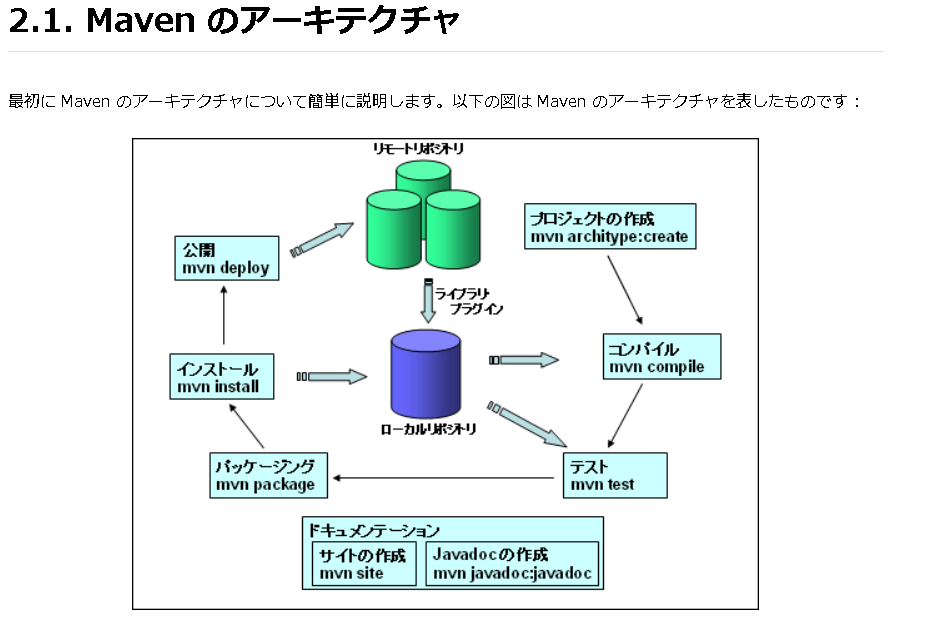 2.1. Maven のアーキテクチャ
最初に Maven のアーキテクチャについて簡単に説明します。以下の図は Maven のアーキテクチャを表したものです：
リモートリポジトリ
プロジェクトの作成
mvn architype:create
公開
mvn deploy
ライブラリ
プラグイン
コンパイル
mvn compile
インストール
mvn install
ローカルリポジトリ
パッケージング
mvn package
テスト
mvn test
ドキュメンテーション
サイトの作成
mvn site
Javadocの作成
mvn javadoc:javadoc